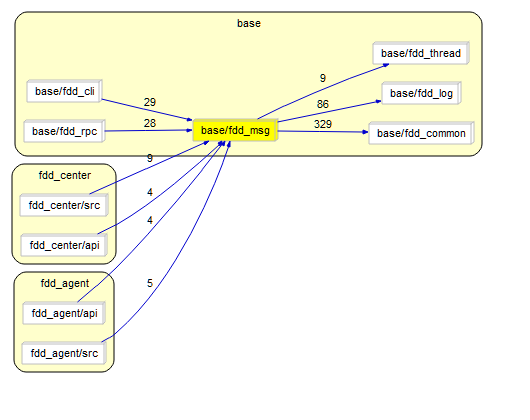 base
base/fdd_thread
9
base/fdd_cli
base/fdd_log
29
86
base/fdd_rpc
28
base/fdd_msg
329
base/fdd_common
9
fdd_center
4
fdd_center/src
4
fdd_center/api
fdd_agent
5
fdd_agent/api
fdd_agent/src